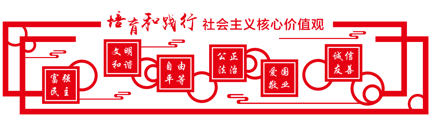 培育和践行 社会主义核心价值观
富强
民主
文明
和谐
自由
平等
公正
法治
爱国
敬业
诚信
友善